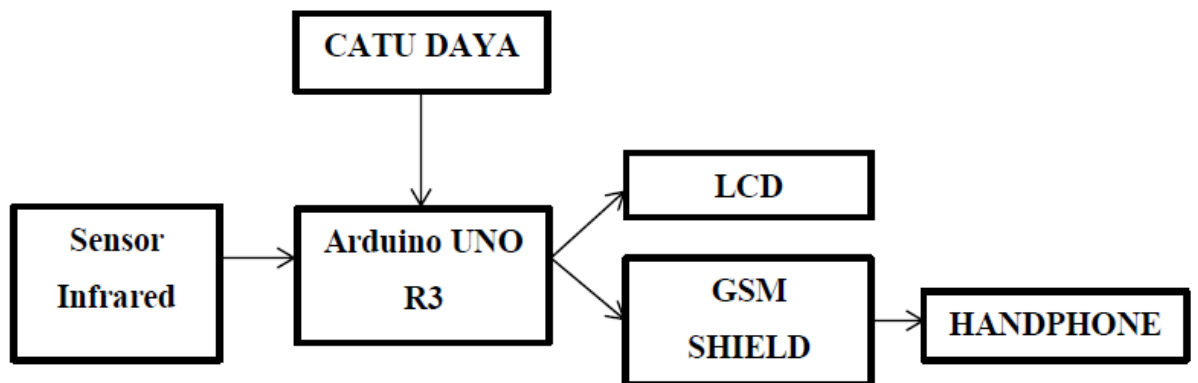 CATU DAYA
LCD
Sensor
Infrared
Arduino UNO
R3
GSM
SHIELD
HANDPHONE